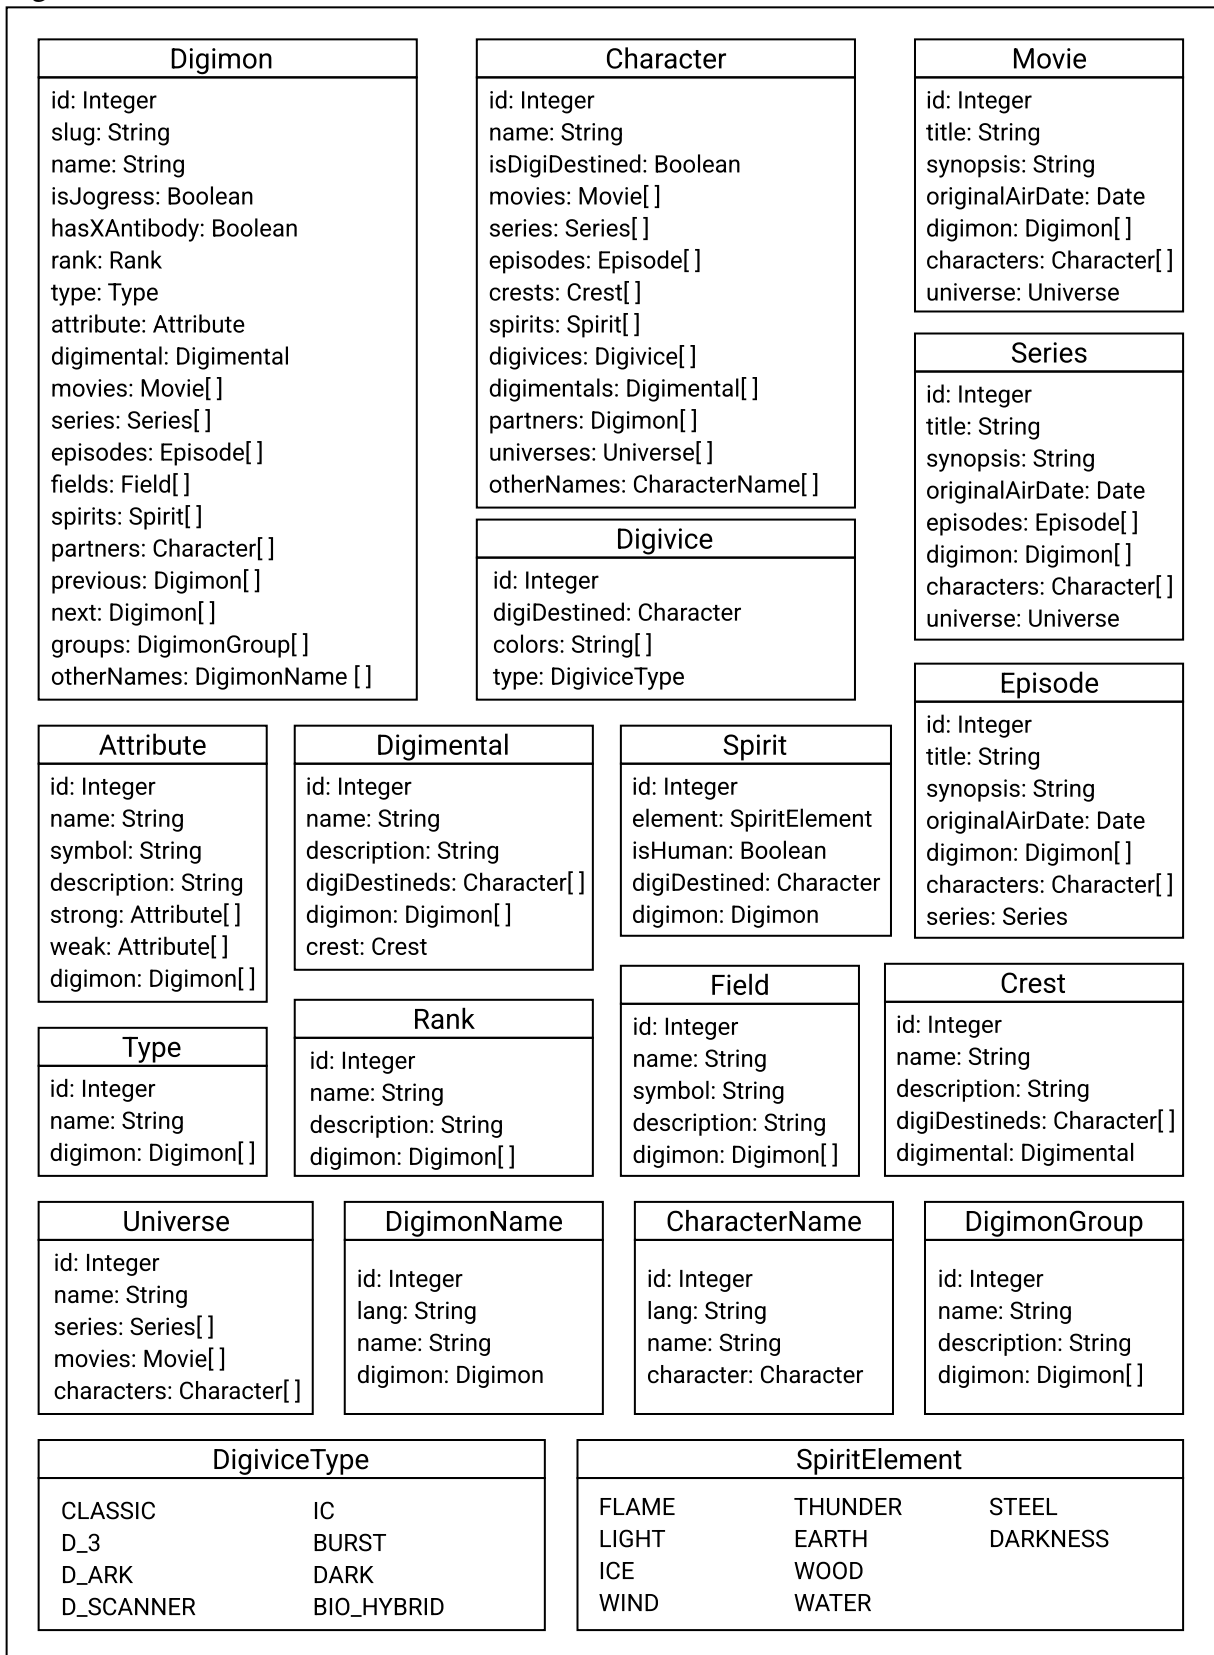 Digimon
id: Integer
slug: String
name: String
isJogress: Boolean
hasXAntibody: Boolean
rank: Rank
type: Type
attribute: Attribute
digimental: Digimental
movies: Movie[ ]
series: Series[ ]
episodes: Episode[ ]
fields: Field[ ]
spirits: Spirit[ ]
partners: Character[ ]
previous: Digimon[ ]
next: Digimon[ ]
groups: DigimonGroup[ ]
otherNames: DigimonName [ ]
Character
id: Integer
name: String
isDigiDestined: Boolean
movies: Movie[ ]
series: Series[ ]
episodes: Episode[ ]
crests: Crest[ ]
spirits: Spirit[ ]
digivices: Digivice[ ]
digimentals: Digimental[ ]
partners: Digimon[ ]
universes: Universe[ ]
otherNames: CharacterName[ ]
Digivice
id: Integer
digiDestined: Character
colors: String[ ]
type: DigiviceType
Movie
id: Integer
title: String
synopsis: String
originalAirDate: Date
digimon: Digimon[ ]
characters: Character[ ]
universe: Universe
Series
id: Integer
title: String
synopsis: String
originalAirDate: Date
episodes: Episode[ ]
digimon: Digimon[ ]
characters: Character[ ]
universe: Universe
Episode
id: Integer
title: String
synopsis: String
originalAirDate: Date
digimon: Digimon[ ]
characters: Character[ ]
series: Series
Attribute
id: Integer
name: String
symbol: String
description: String
strong: Attribute[ ]
weak: Attribute[ ]
digimon: Digimon[ ]
Digimental
id: Integer
name: String
description: String
digiDestineds: Character[ ]
digimon: Digimon[ ]
crest: Crest
Spirit
id: Integer
element: SpiritElement
isHuman: Boolean
digiDestined: Character
digimon: Digimon
Type
id: Integer
name: String
digimon: Digimon[ ]
Rank
id: Integer
name: String
description: String
digimon: Digimon[ ]
Field
id: Integer
name: String
symbol: String
description: String
digimon: Digimon[ ]
Crest
id: Integer
name: String
description: String
digiDestineds: Character[ ]
digimental: Digimental
Universe
id: Integer
name: String
series: Series[ ]
movies: Movie[ ]
characters: Character[ ]
DigimonName
id: Integer
lang: String
name: String
digimon: Digimon
CharacterName
id: Integer
lang: String
name: String
character: Character
DigimonGroup
id: Integer
name: String
description: String
digimon: Digimon[ ]
DigiviceType
CLASSIC
D_3
D_ARK
D_SCANNER
IC
BURST
DARK
BIO_HYBRID
SpiritElement
FLAME
LIGHT
ICE
WIND
THUNDER
EARTH
WOOD
WATER
STEEL
DARKNESS